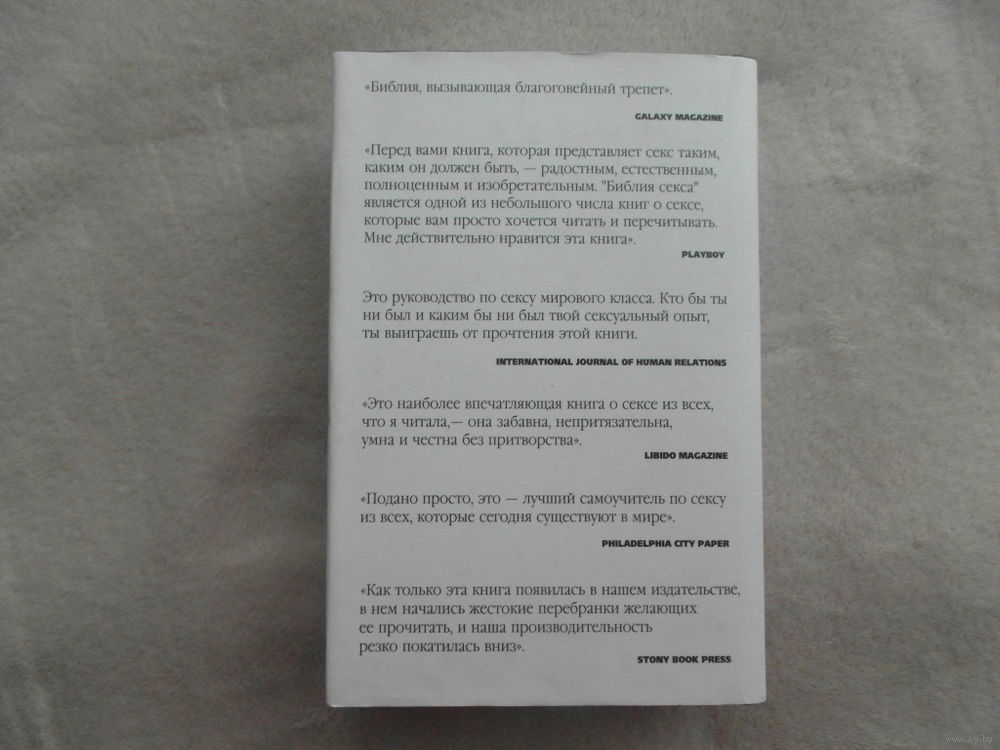 «Библия, вызывающая благоговейный трепет».
GALAXY MAGAZINE
«Перед вами книга, которая представляет секс таким,
каким он должен быть, — радостным, естественным,
полноценным и изобретательным. "Библия секса"
является одной из небольшого числа книг о сексе,
которые вам просто хочется читать и перечитывать.
Мне действительно нравится эта книга».
PLAYBOY
Это руководство по сексу мирового класса. Кто бы ты
ни был и каким бы ни был твой сексуальный опыт,
ты выиграешь от прочтения этой книги.
INTERNATIONAL JOURNAL OF HUMAN RELATIONS
«Это наиболее впечатляющая книга о сексе из всех,
что я читала,— она забавна, непритязательна,
умна и честна без притворства».
LIBIDO MAGAZINE
«Подано просто, это — лучший самоучитель по сексу
из всех, которые сегодня существуют в мире».
PHILADELPHIA CITY PAPER
«Как только эта книга появилась в нашем издательстве,
в нем начались жестокие перебранки желающих
ее прочитать, и наша производительность
резко покатилась вниз».
STONY BOOK PRESS
www.ay.by